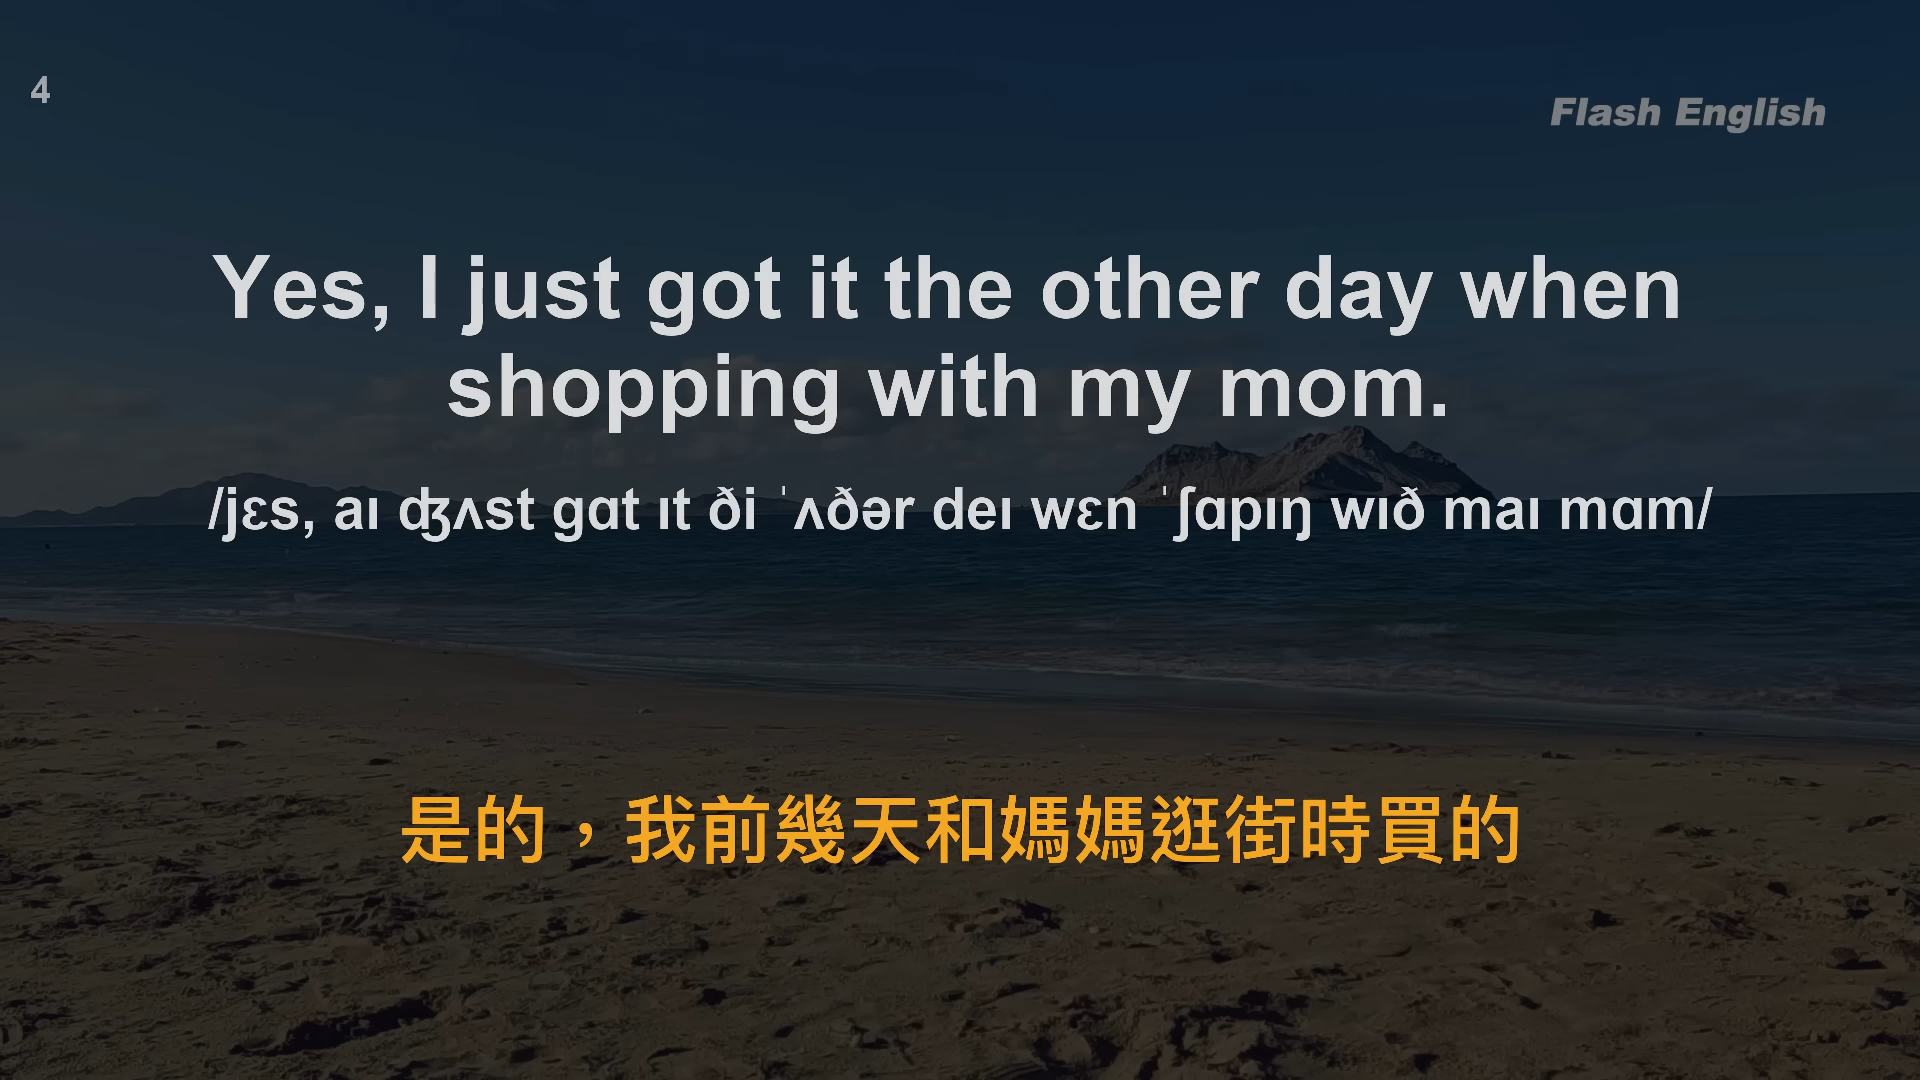 4
Flash English
Yes, I just got it the other day when
shopping with my mom.
/jɛs, aɪ ʤʌst gɑt ɪt ði ˈʌðər deɪ wɛn ˈʃɑpɪŋ wɪð maɪ mɑm/
是的，我前幾天和媽媽逛街時買的